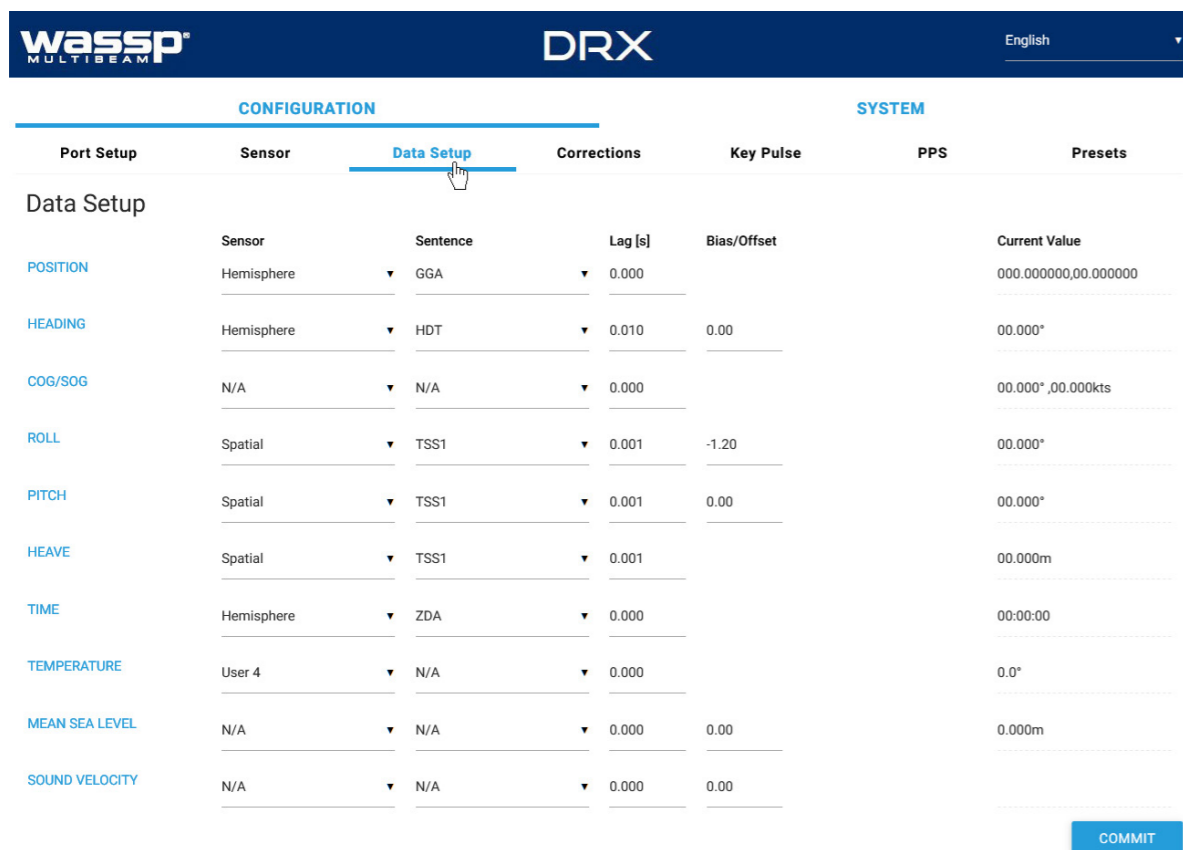 wassp® DRX English
MULTIBEAM
CONFIGURATION SYSTEM
Port Setup Sensor Data Setup Corrections Key Pulse PPS Presets
Data Setup
Sensor Sentence Lag [s] Bias/Offset Current Value
POSITION Hemisphere GGA 0.000 000.000000,00.000000
HEADING Hemisphere HDT 0.010 0.00 00.000°
COG/SOG N/A N/A 0.000 00.000° ,00.000kts
ROLL Spatial TSS1 0.001 -1.20 00.000°
PITCH Spatial TSS1 0.001 0.00 00.000°
HEAVE Spatial TSS1 0.001 00.000m
TIME Hemisphere ZDA 0.000 00:00:00
TEMPERATURE User 4 N/A 0.000 0.0°
MEAN SEA LEVEL N/A N/A 0.000 0.00 0.000m
SOUND VELOCITY N/A N/A 0.000 0.00
COMMIT